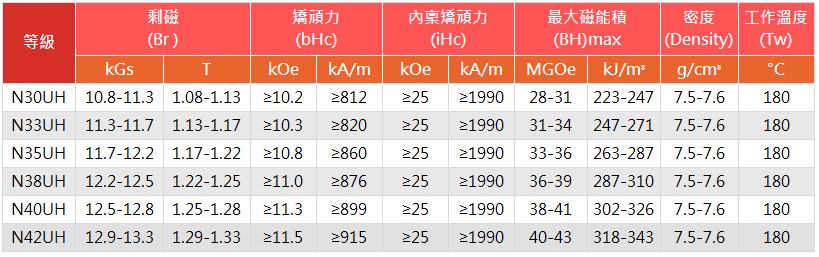 等級 剩磁 矯頑力 內稟矯頑力 最大磁能積 密度 工作溫度
(Br) (bHc) (iHc) (BH)max (Density) (Tw)
kGs T kOe kA/m kOe kA/m MGOe kJ/m³ g/cm³ °C
N30UH 10.8-11.3 1.08-1.13 ≥10.2 ≥812 ≥25 ≥1990 28-31 223-247 7.5-7.6 180
N33UH 11.3-11.7 1.13-1.17 ≥10.3 ≥820 ≥25 ≥1990 31-34 247-271 7.5-7.6 180
N35UH 11.7-12.2 1.17-1.22 ≥10.8 ≥860 ≥25 ≥1990 33-36 263-287 7.5-7.6 180
N38UH 12.2-12.5 1.22-1.25 ≥11.0 ≥876 ≥25 ≥1990 36-39 287-310 7.5-7.6 180
N40UH 12.5-12.8 1.25-1.28 ≥11.3 ≥899 ≥25 ≥1990 38-41 302-326 7.5-7.6 180
N42UH 12.9-13.3 1.29-1.33 ≥11.5 ≥915 ≥25 ≥1990 40-43 318-343 7.5-7.6 180